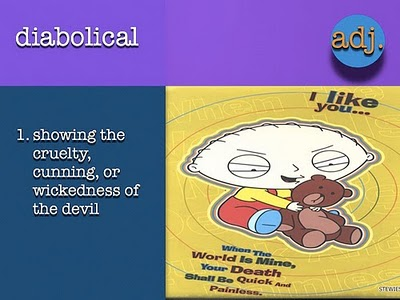 diabolical
adj.
1. showing the
cruelty,
cunning, or
wickedness of
the devil
I like
you...
When The
World Is Mine,
Your Death
Shall Be Quick And
Painless.